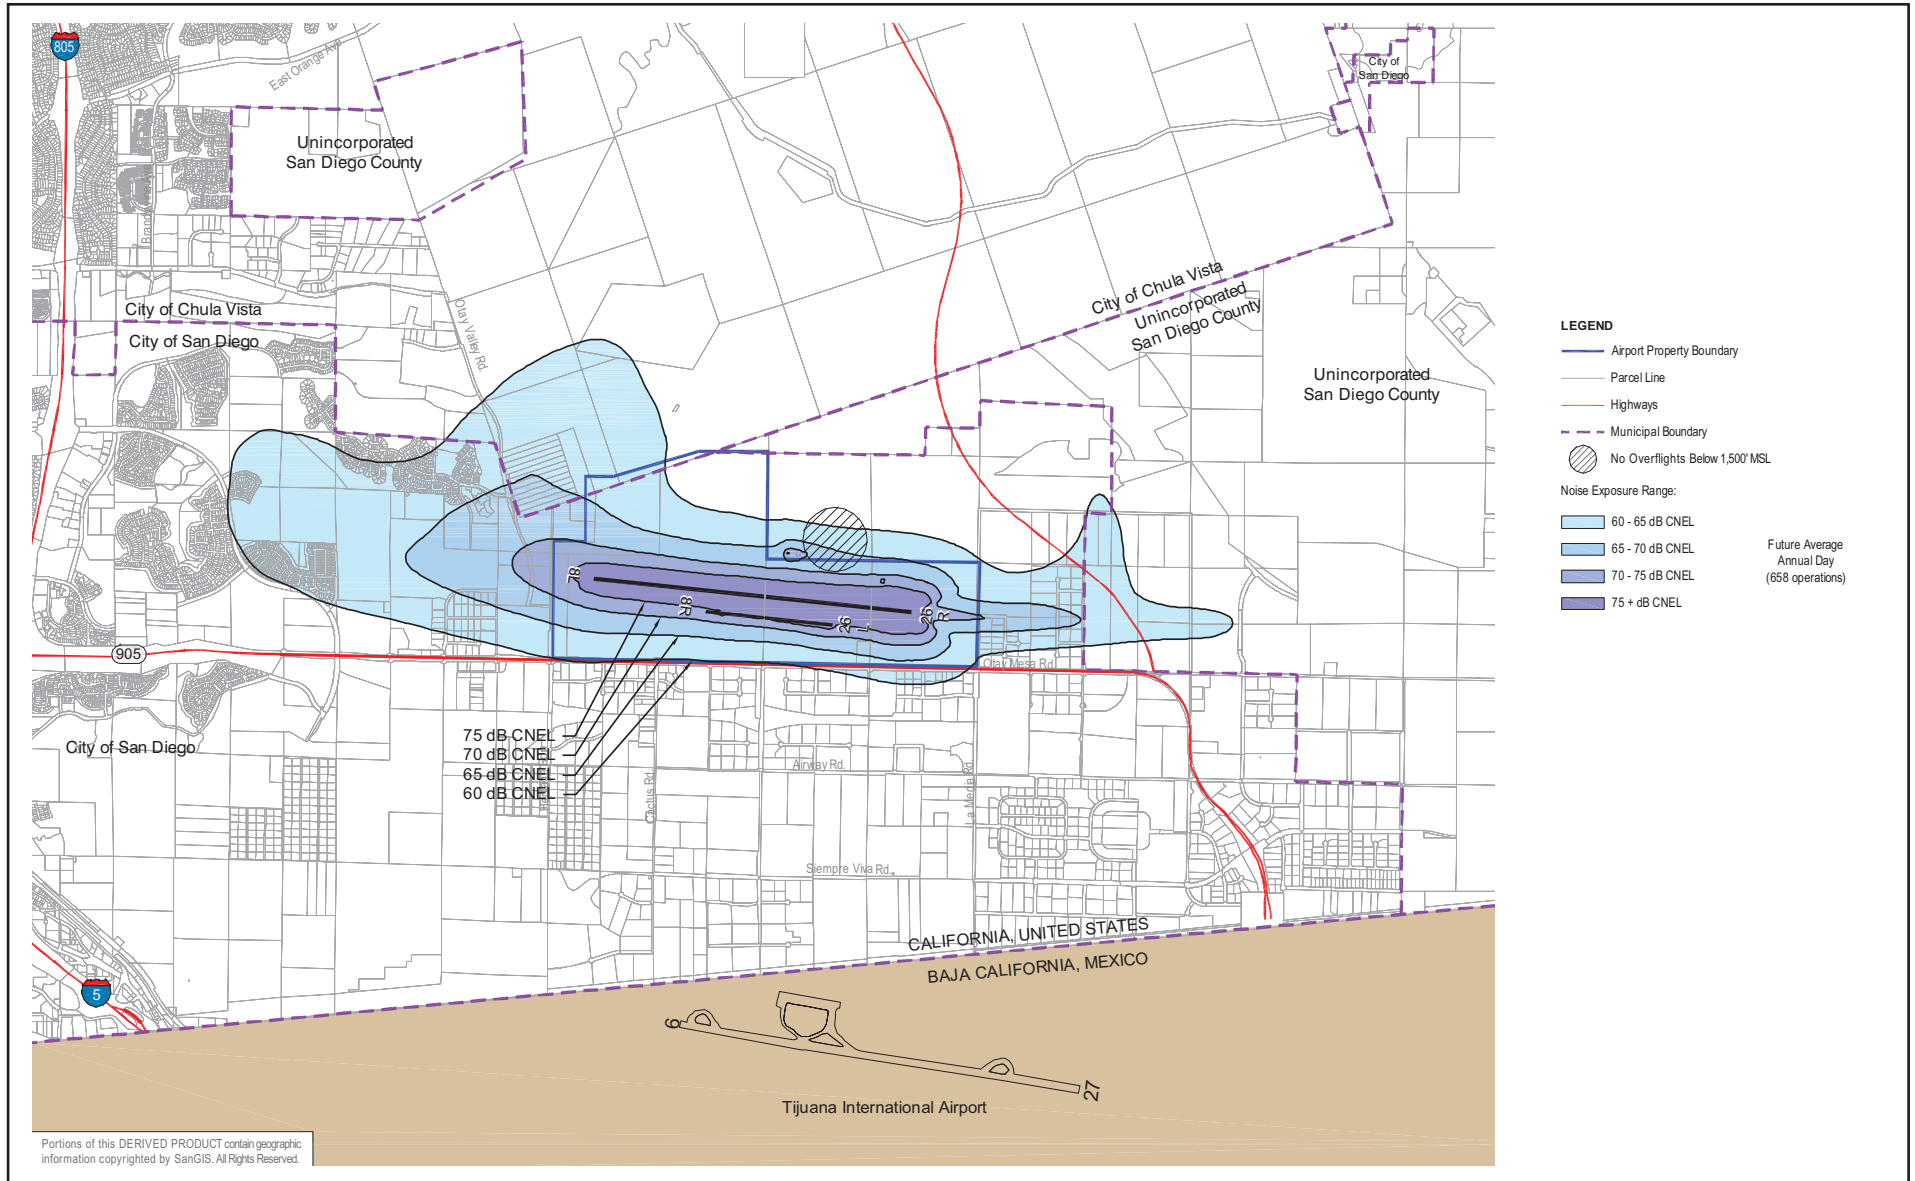 805
East Orange Ave
City of
San Diego
Unincorporated
San Diego County
Otay Valley Rd.
City of Chula Vista
City of San Diego
City of Chula Vista
Unincorporated
San Diego County
Unincorporated
San Diego County
8L
8R
26
L
26
R
905
Otay Mesa Rd.
City of San Diego
75 dB CNEL
70 dB CNEL
65 dB CNEL
60 dB CNEL
Cactus Rd.
Airway Rd.
La Media Rd.
Siempre Viva Rd.
CALIFORNIA, UNITED STATES
BAJA CALIFORNIA, MEXICO
5
9
27
Tijuana International Airport
Portions of this DERIVED PRODUCT contain geographic
information copyrighted by SanGIS. All Rights Reserved.
LEGEND
Airport Property Boundary
Parcel Line
Highways
Municipal Boundary
No Overflights Below 1,500' MSL
Noise Exposure Range:
60 - 65 dB CNEL
65 - 70 dB CNEL
70 - 75 dB CNEL
75 + dB CNEL
Future Average
Annual Day
(658 operations)